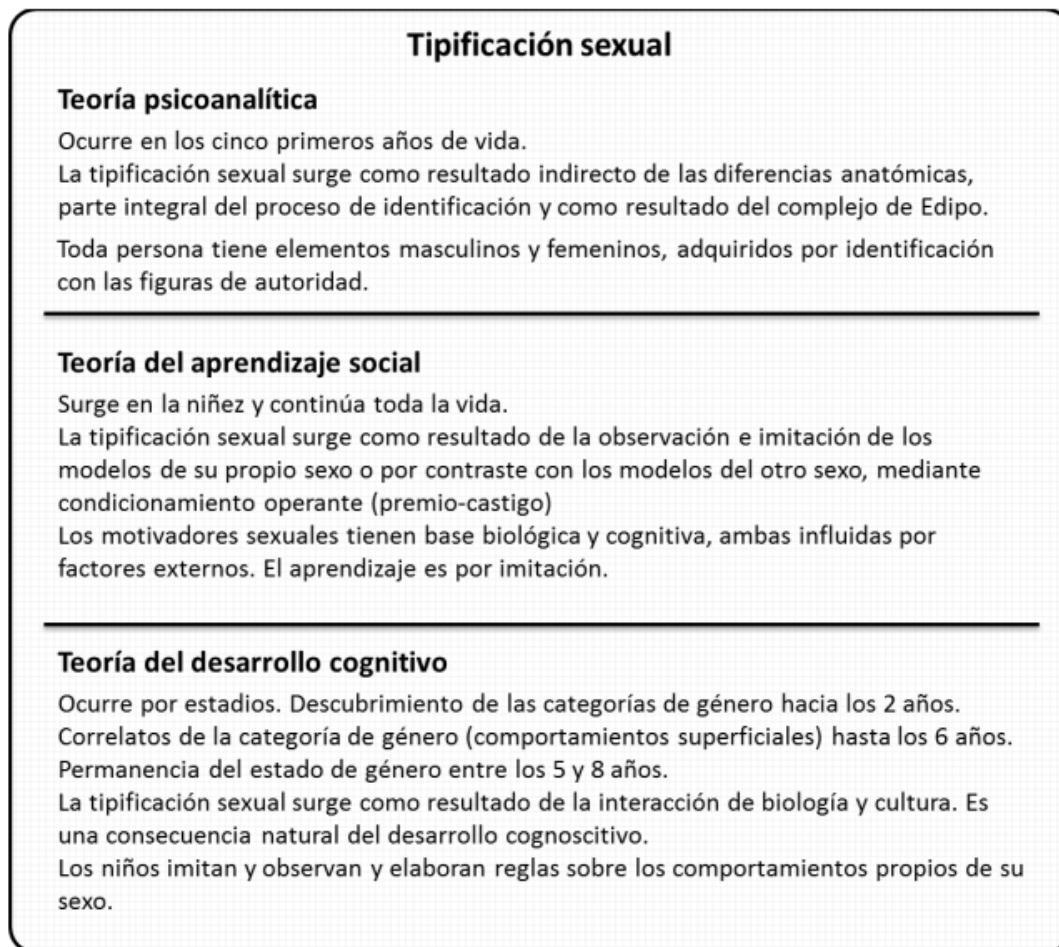 Tipificación sexual
Teoría psicoanalítica
Ocurre en los cinco primeros años de vida.
La tipificación sexual surge como resultado indirecto de las diferencias anatómicas,
parte integral del proceso de identificación y como resultado del complejo de Edipo.
Toda persona tiene elementos masculinos y femeninos, adquiridos por identificación
con las figuras de autoridad.
Teoría del aprendizaje social
Surge en la niñez y continúa toda la vida.
La tipificación sexual surge como resultado de la observación e imitación de los
modelos de su propio sexo o por contraste con los modelos del otro sexo, mediante
condicionamiento operante (premio-castigo)
Los motivadores sexuales tienen base biológica y cognitiva, ambas influidas por
factores externos. El aprendizaje es por imitación.
Teoría del desarrollo cognitivo
Ocurre por estadios. Descubrimiento de las categorías de género hacia los 2 años.
Correlatos de la categoría de género (comportamientos superficiales) hasta los 6 años.
Permanencia del estado de género entre los 5 y 8 años.
La tipificación sexual surge como resultado de la interacción de biología y cultura. Es
una consecuencia natural del desarrollo cognoscitivo.
Los niños imitan y observan y elaboran reglas sobre los comportamientos propios de su
sexo.